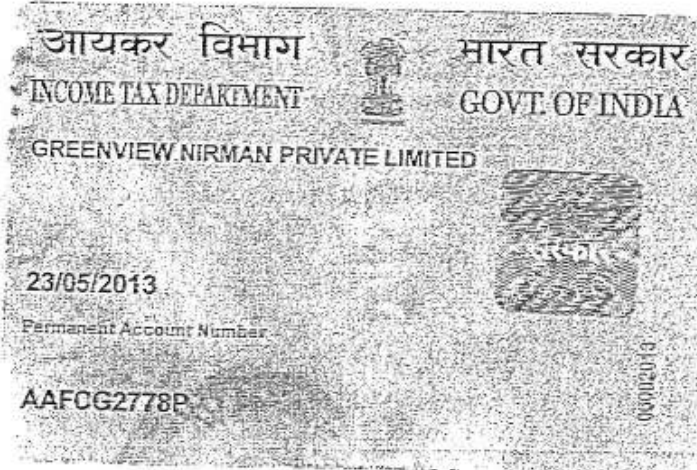 आयकर विभाग
भारत सरकार
INCOME TAX DEPARTMENT
GOVT. OF INDIA
GREENVIEW NIRMAN PRIVATE LIMITED
सरकार
23/05/2013
Permanent Account Number
AAFCG2778P